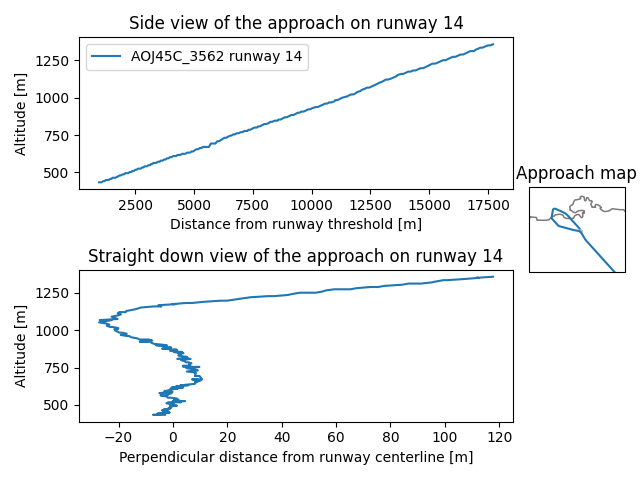 Side view of the approach on runway 14
AOJ45C_3562 runway 14
Altitude [m]
1250
1000
750
500
2500 5000 7500 10000 12500 15000 17500
Distance from runway threshold [m]
Approach map
Straight down view of the approach on runway 14
Altitude [m]
1250
1000
750
500
−20 0 20 40 60 80 100 120
Perpendicular distance from runway centerline [m]